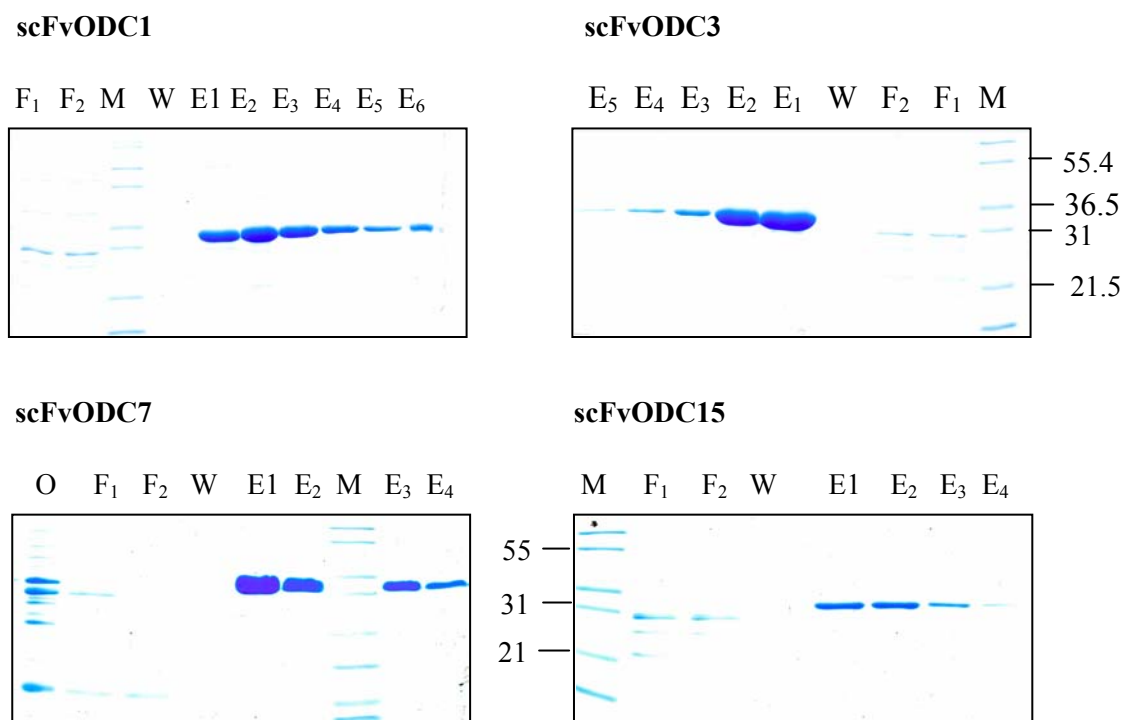 scFvODC1
F₁ F₂ M W E1 E₂ E₃ E₄ E₅ E₆
scFvODC3
E₅ E₄ E₃ E₂ E₁ W F₂ F₁ M
55.4
36.5
31
21.5
scFvODC7
O F₁ F₂ W E1 E₂ M E₃ E₄
scFvODC15
M F₁ F₂ W E1 E₂ E₃ E₄
55
31
21